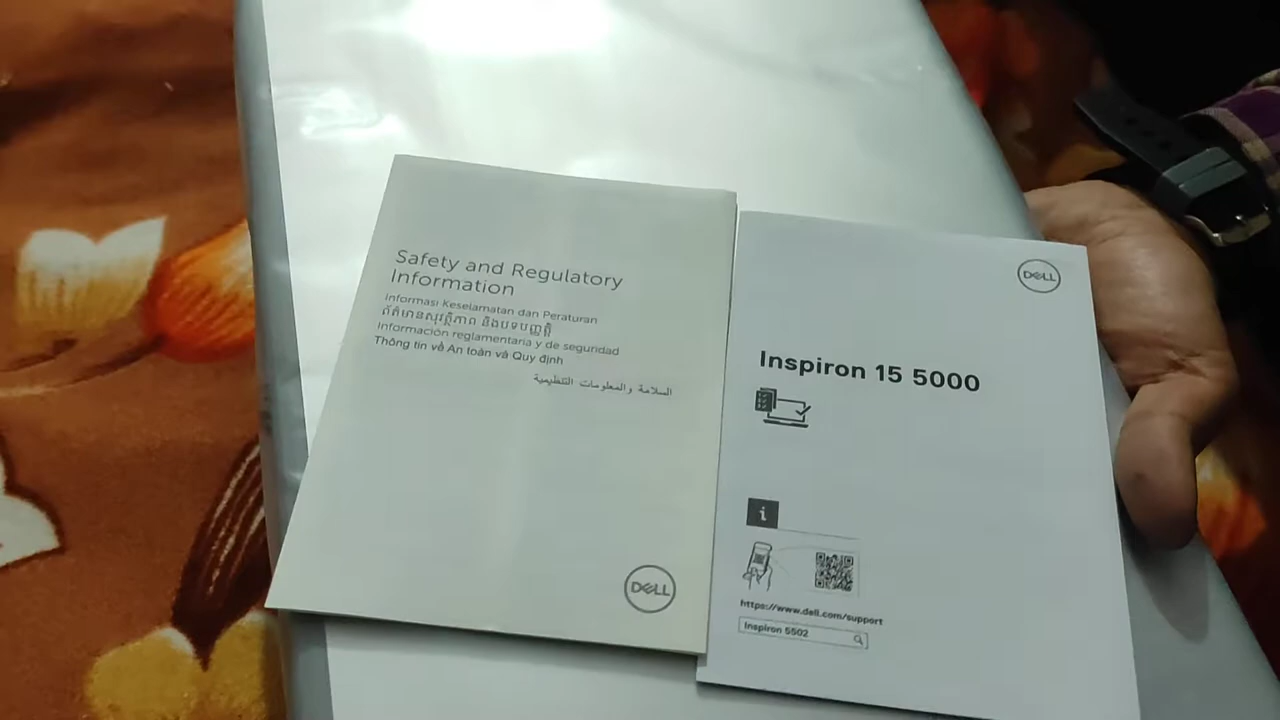 Safety and Regulatory
Information
Informasi Keselamatan dan Peraturan
ព័ត៌មានសុវត្ថិភាព និងបទបញ្ញត្តិ
Información reglamentaria y de seguridad
Thông tin về An toàn và Quy định
السلامة والمعلومات التنظيمية
DELL
DELL
Inspiron 15 5000
i
https://www.dell.com/support
Inspiron 5502